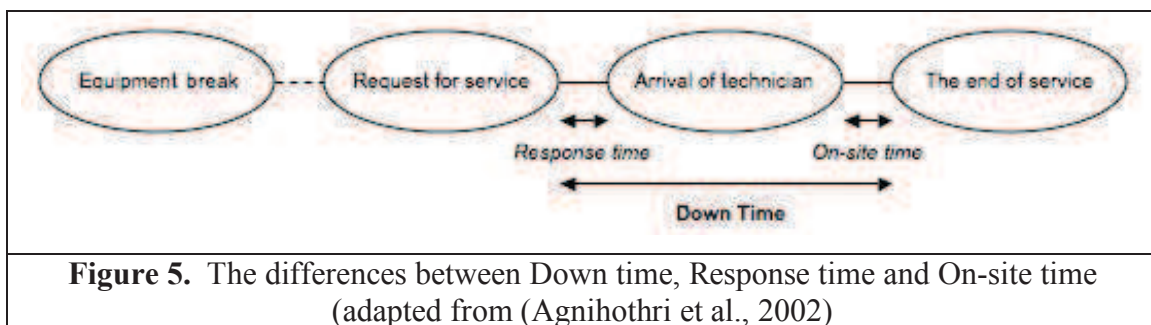 Equipment break
Request for service
Arrival of technician
The end of service
Response time
On-site time
Down Time
Figure 5. The differences between Down time, Response time and On-site time
(adapted from (Agnihothri et al., 2002)